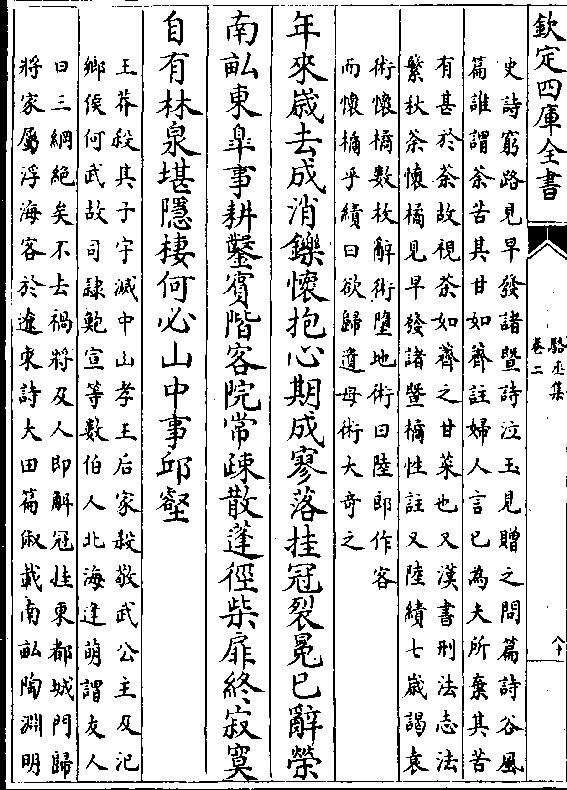 欽定四庫全書
駱丞集
卷二
八十
史詩窮路見早發諸暨詩泣玉見贈之問篇詩谷風
篇誰謂荼苦其甘如薺註婦人言已為夫所棄其苦
有甚於荼故視荼如薺之甘菜也又漢書刑法志法
繁秋荼懷橘見早發諸暨橘性註又陸績七嵗謁袁
術懷橘數枚辭術墮地術曰陸郎作客
而懷橘乎績曰欲歸遺母術大奇之
年來嵗去成消鑠懷抱心期成寥落挂冠裂冕已辭榮
南畝東臯事耕鑿賓階客院常疎散蓬徑柴扉終寂寞
自有林泉堪隱棲何必山中事邱壑
王莽殺其子宇滅中山孝王后家殺敬武公主及汜
鄉侯何武故司隷鮑宣等數伯人北海逢萌謂友人
曰三綱絕矣不去禍將及人即解冠挂東都城門歸
將家屬浮海客於遼東詩大田篇俶載南畝陶淵明